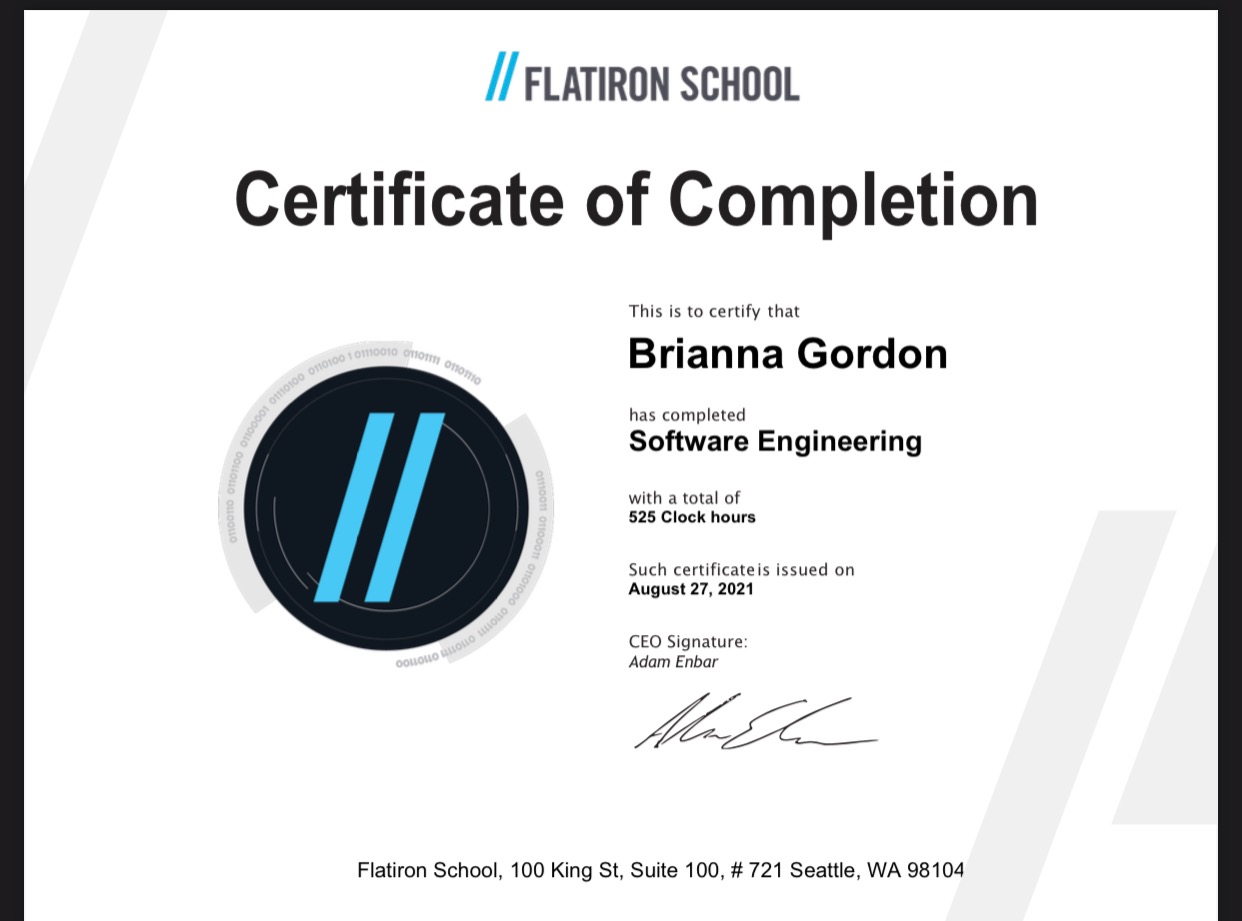 FLATIRON SCHOOL
Certificate of Completion
This is to certify that
Brianna Gordon
has completed
Software Engineering
with a total of
525 Clock hours
Such certificate is issued on
August 27, 2021
CEO Signature:
Adam Enbar
Flatiron School, 100 King St, Suite 100, # 721 Seattle, WA 98104